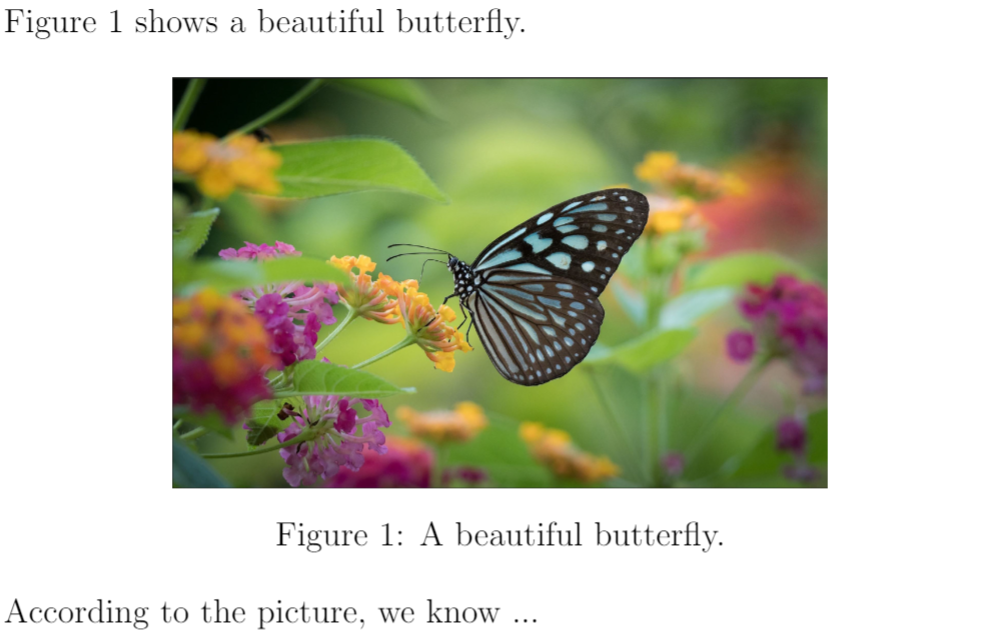 Figure 1 shows a beautiful butterfly.
Figure 1: A beautiful butterfly.
According to the picture, we know ...